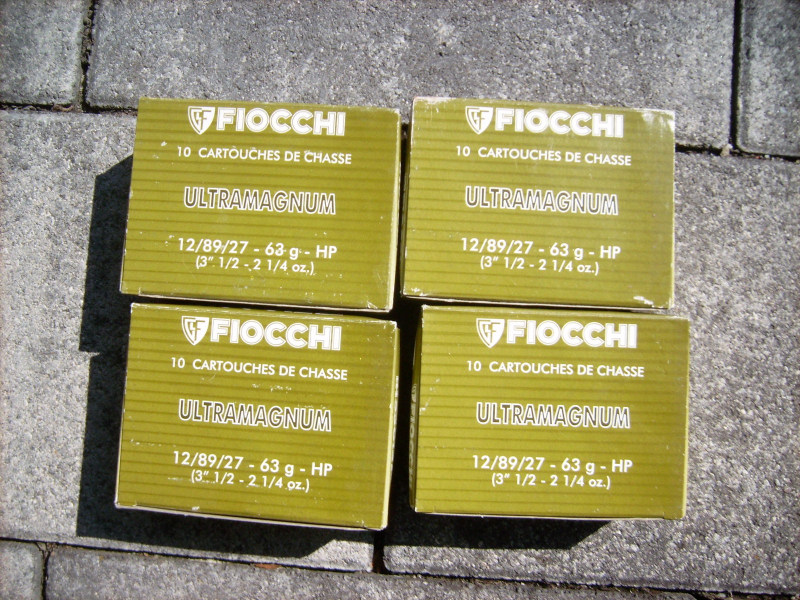 FIOCCHI
10 CARTOUCHES DE CHASSE
ULTRAMAGNUM
12/89/27 - 63 g - HP
(3" 1/2 - 2 1/4 oz.)
FIOCCHI
10 CARTOUCHES DE CHASSE
ULTRAMAGNUM
12/89/27 - 63 g - HP
(3" 1/2 - 2 1/4 oz.)
FIOCCHI
10 CARTOUCHES DE CHASSE
ULTRAMAGNUM
12/89/27 - 63 g - HP
(3" 1/2 - 2 1/4 oz.)
FIOCCHI
10 CARTOUCHES DE CHASSE
ULTRAMAGNUM
12/89/27 - 63 g - HP
(3" 1/2 - 2 1/4 oz.)